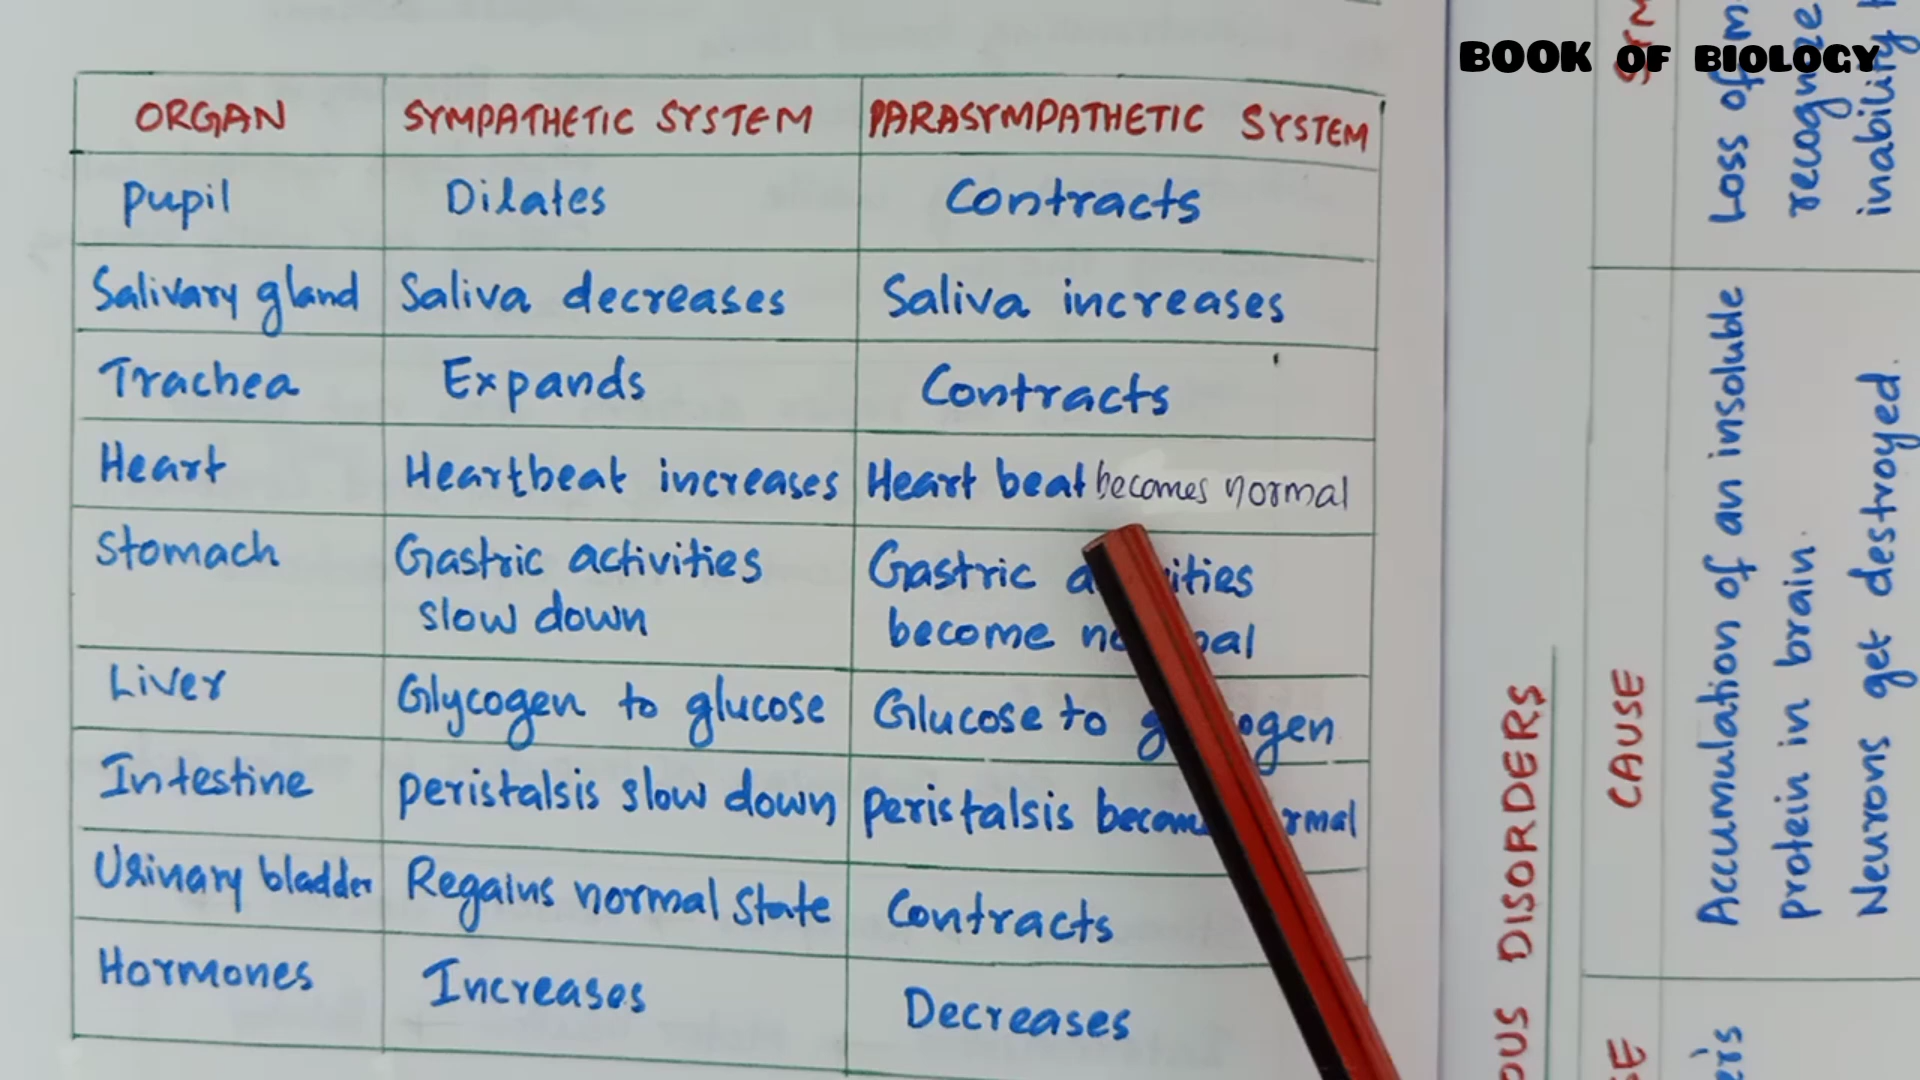 BOOK OF BIOLOGY
ORGAN SYMPATHETIC SYSTEM PARASYMPATHETIC SYSTEM
Pupil Dilates Contracts
Salivary gland Saliva decreases Saliva increases
Trachea Expands Contracts
Heart Heartbeat increases Heart beat becomes normal
Stomach Gastric activities Gastric
slow down become
Liver Glycogen to glucose Glucose to
Intestine Peristalsis slow down Peristalsis
Urinary bladder Regains normal state Contracts
Hormones Increases Decreases
DISORDERS
CAUSE
Loss of
recognize
inability
Accumulation of an insoluble
protein in brain.
Neurons get destroyed.